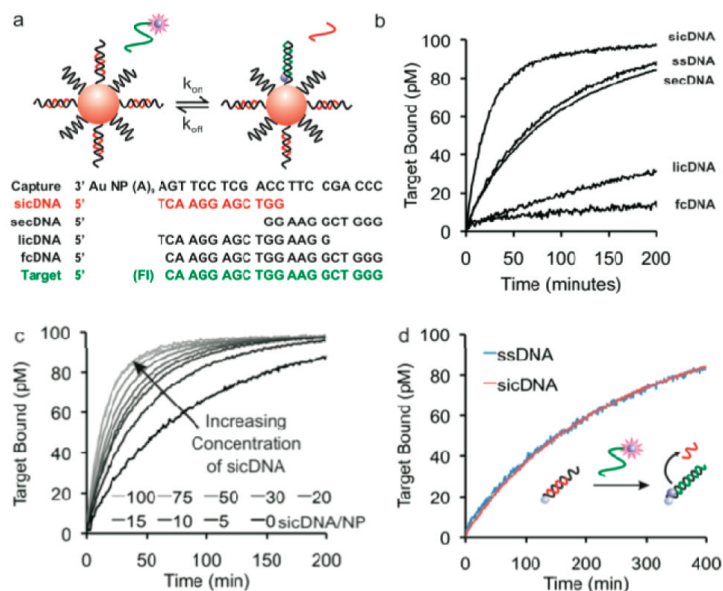 a
k on
k off
Capture 3' Au NP (A)5 AGT TCC TCG ACC TTC CGA CCC
sicDNA 5' TCA AGG AGC TGG
secDNA 5' GG AAG GCT GGG
licDNA 5' TCA AGG AGC TGG AAG G
fcDNA 5' CA AGG AGC TGG AAG GCT GGG
Target 5' (Fl) CA AGG AGC TGG AAG GCT GGG
b
Target Bound (pM)
100
80
60
40
20
0
sicDNA
ssDNA
secDNA
licDNA
fcDNA
0 50 100 150 200
Time (minutes)
c
Target Bound (pM)
100
80
60
40
20
0
Increasing
Concentration
of sicDNA
100 75 50 30 20
15 10 5 0 sicDNA/NP
0 50 100 150 200
Time (min)
d
Target Bound (pM)
100
80
60
40
20
0
ssDNA
sicDNA
0 100 200 300 400
Time (min)